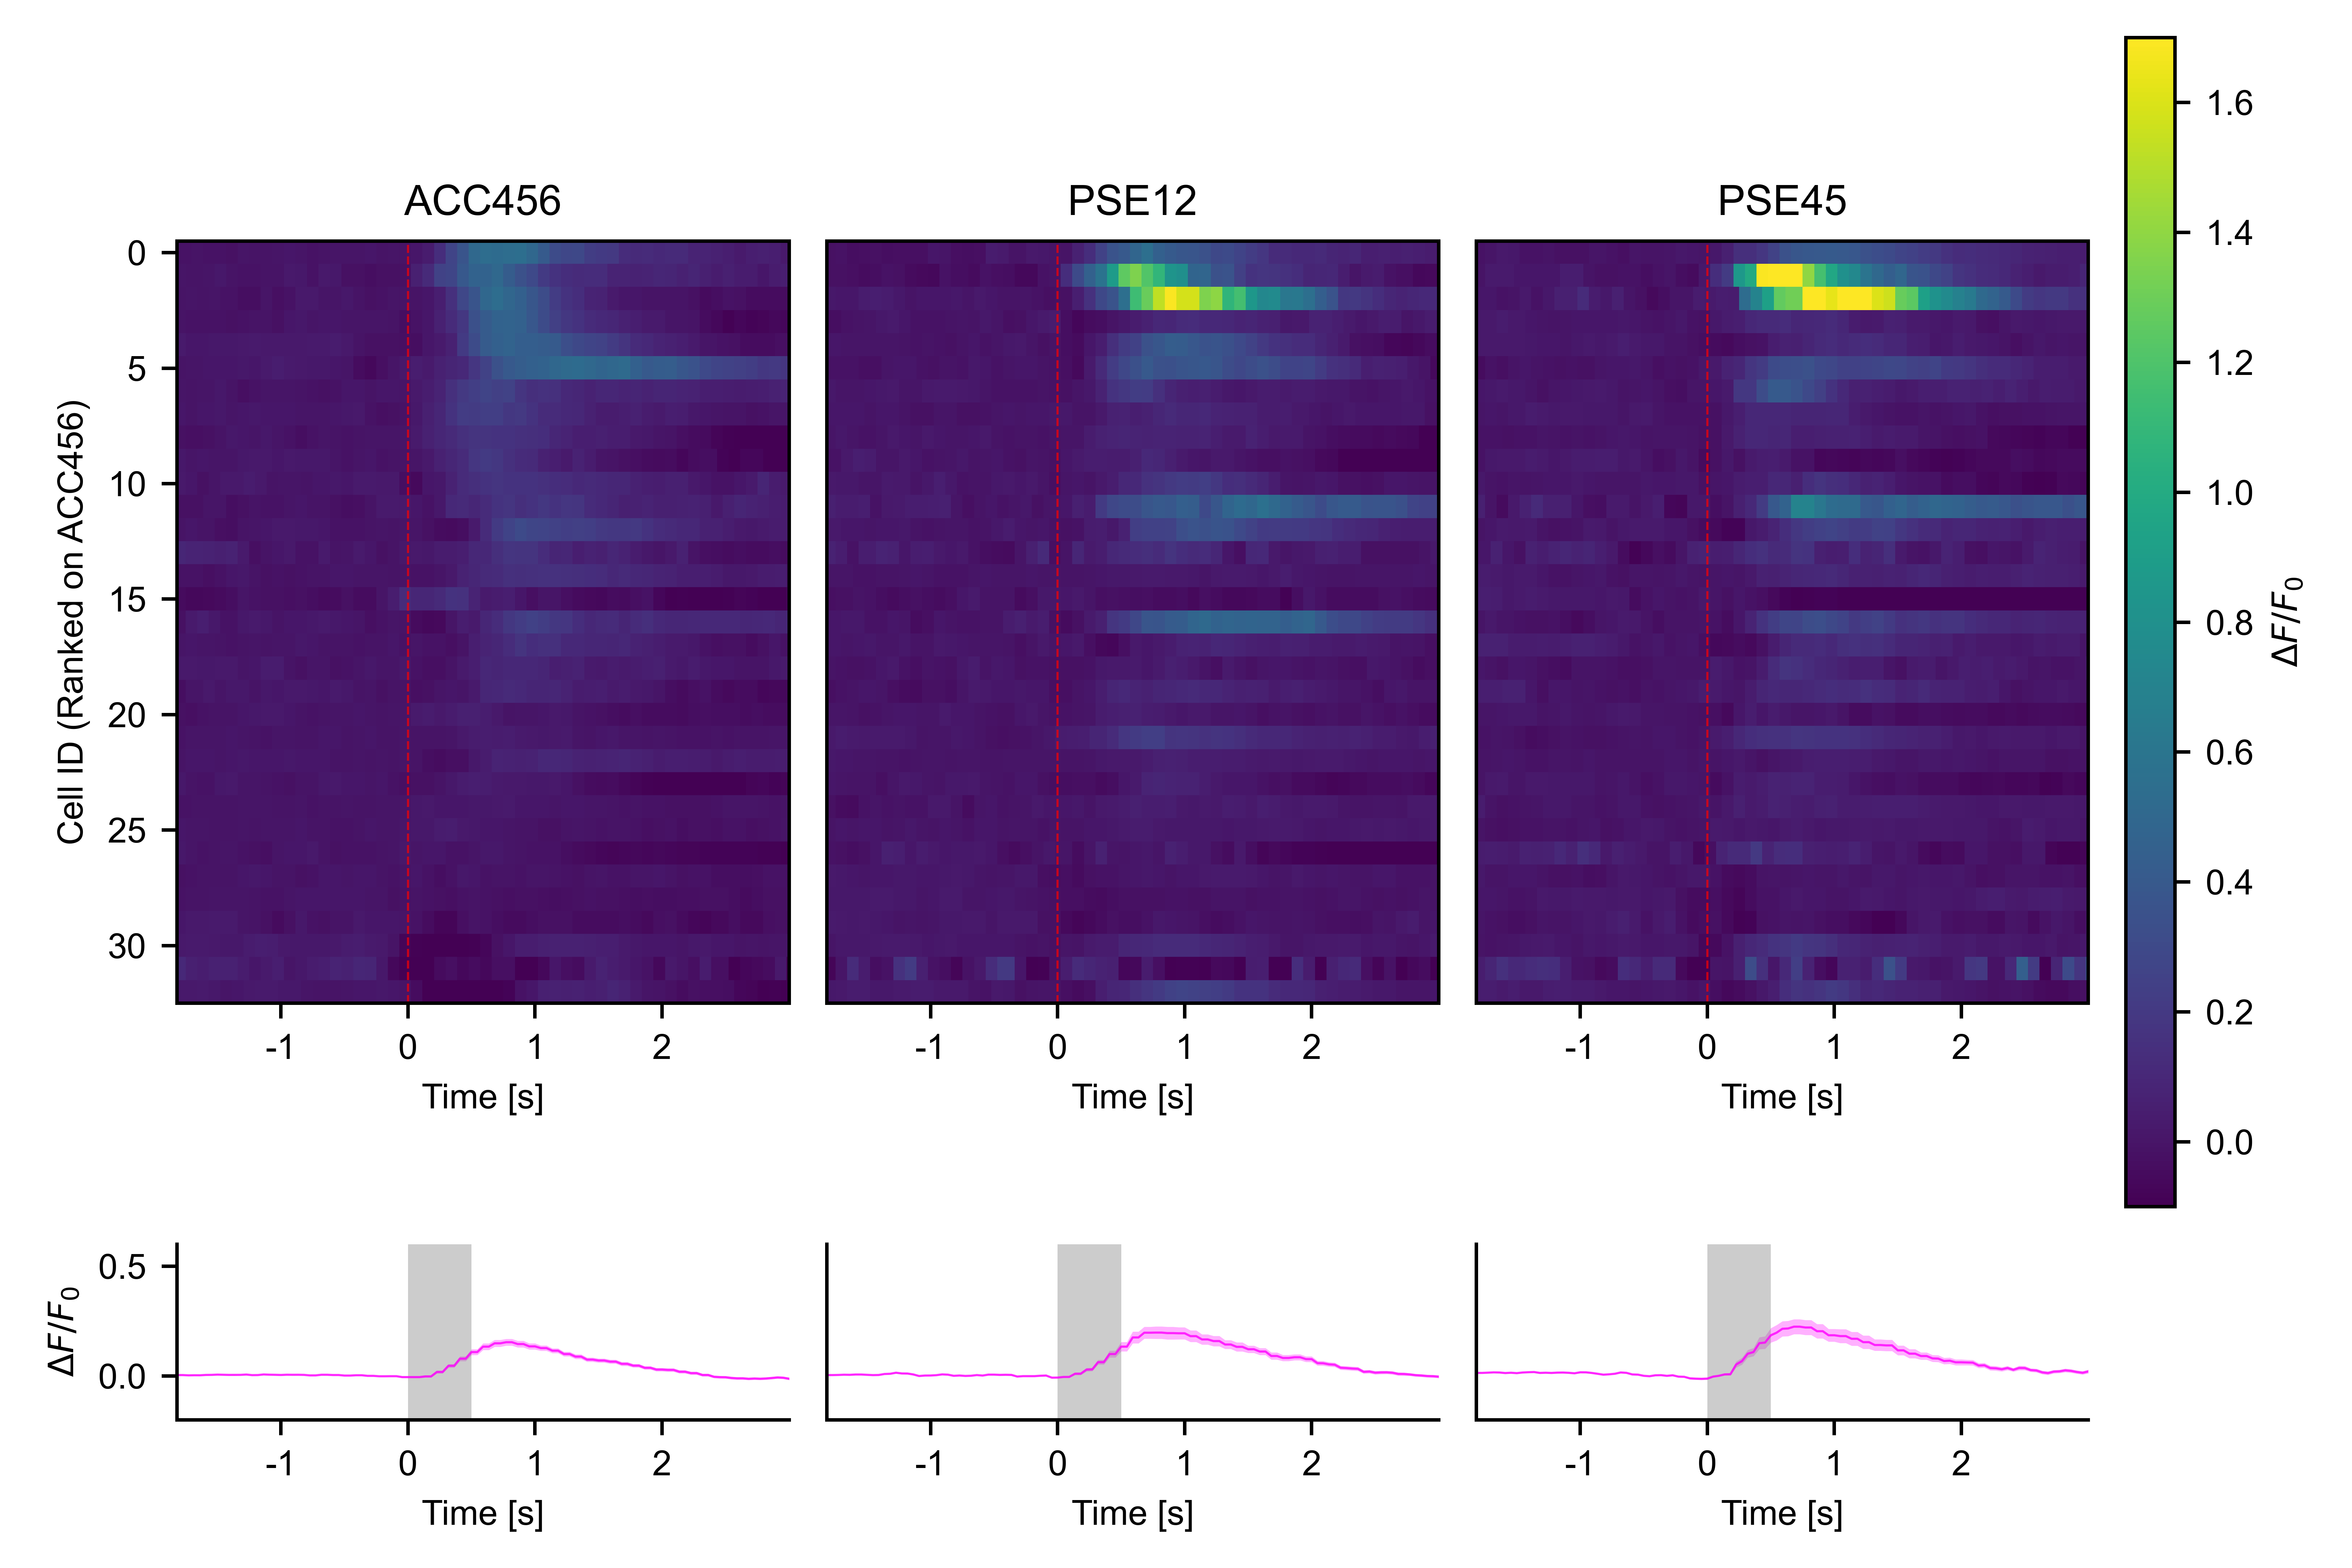 ACC456
PSE12
PSE45
0
5
10
15
20
25
30
Cell ID (Ranked on ACC456)
-1 0 1 2
-1 0 1 2
-1 0 1 2
Time [s]
Time [s]
Time [s]
1.6
1.4
1.2
1.0
0.8
0.6
0.4
0.2
0.0
ΔF/F₀
0.5
0.0
ΔF/F₀
-1 0 1 2
-1 0 1 2
-1 0 1 2
Time [s]
Time [s]
Time [s]